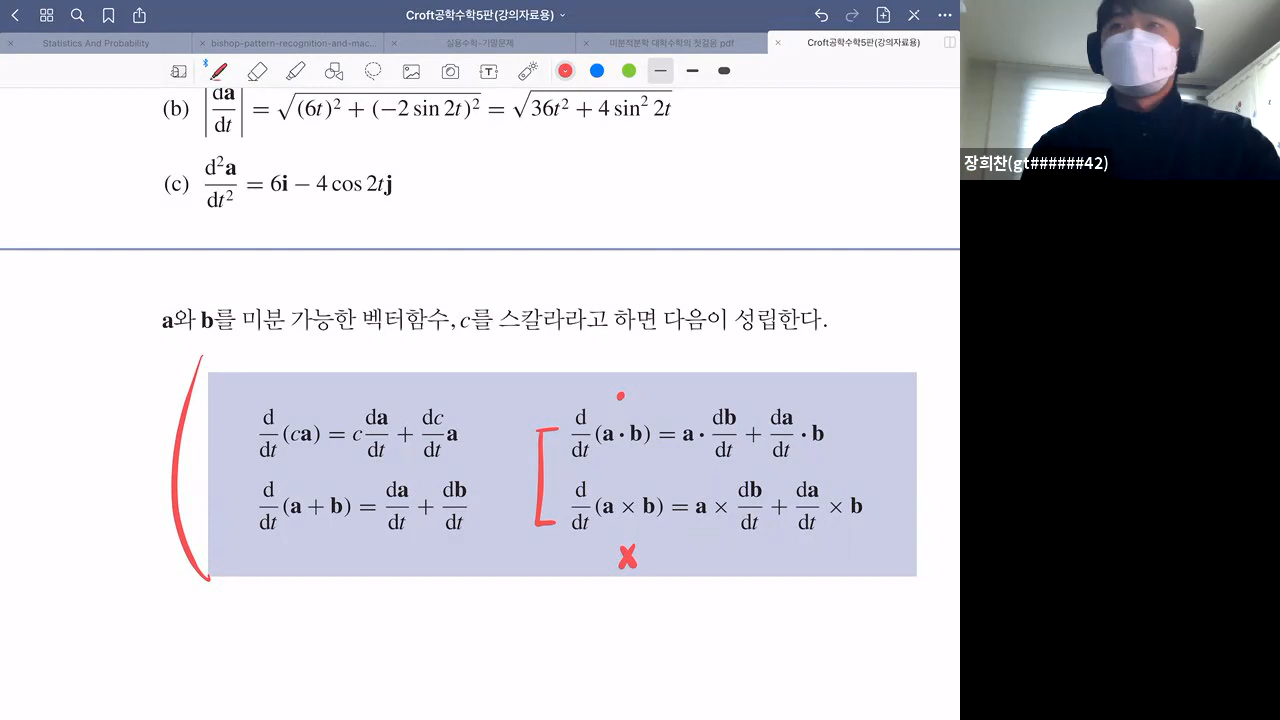 Croft공학수학5판(강의자료용)
Statistics And Probability
bishop-pattern-recognition-and-mac...
실용수학-기말문제
미분적분학 대학수학의 첫걸음.pdf
Croft공학수학5판(강의자료용)
(b) |da/dt| = √((6t)² + (−2 sin 2t)²) = √(36t² + 4 sin² 2t)
(c) d²a/dt² = 6i − 4 cos 2tj
a와 b를 미분 가능한 벡터함수, c를 스칼라라고 하면 다음이 성립한다.
d/dt (ca) = c da/dt + dc/dt a
d/dt (a • b) = a • db/dt + da/dt • b
d/dt (a + b) = da/dt + db/dt
d/dt (a × b) = a × db/dt + da/dt × b
x
장희찬(gt######42)